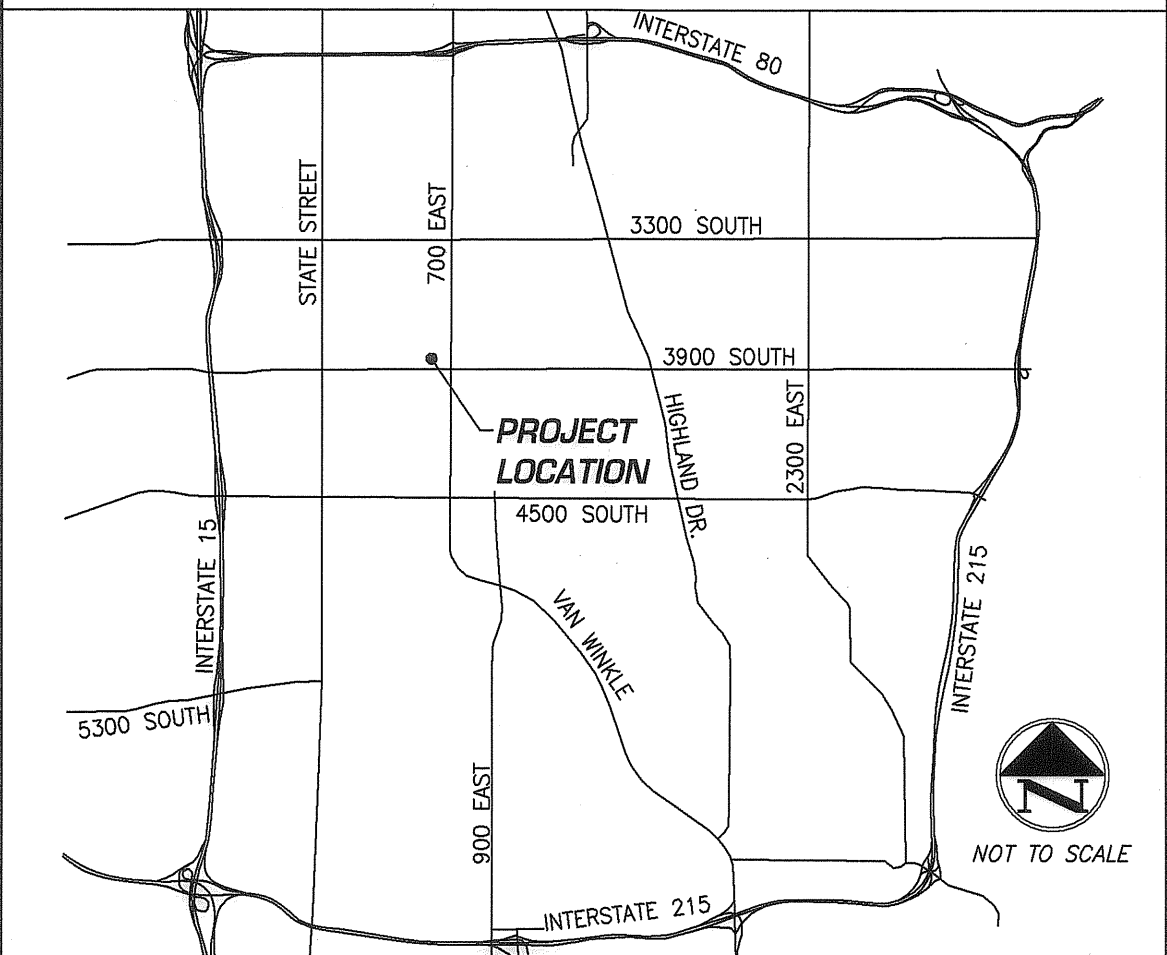 INTERSTATE 80
STATE STREET
700 EAST
3300 SOUTH
3900 SOUTH
PROJECT
LOCATION
HIGHLAND DR.
2300 EAST
4500 SOUTH
INTERSTATE 15
VAN WINKLE
INTERSTATE 215
5300 SOUTH
900 EAST
N
NOT TO SCALE
INTERSTATE 215